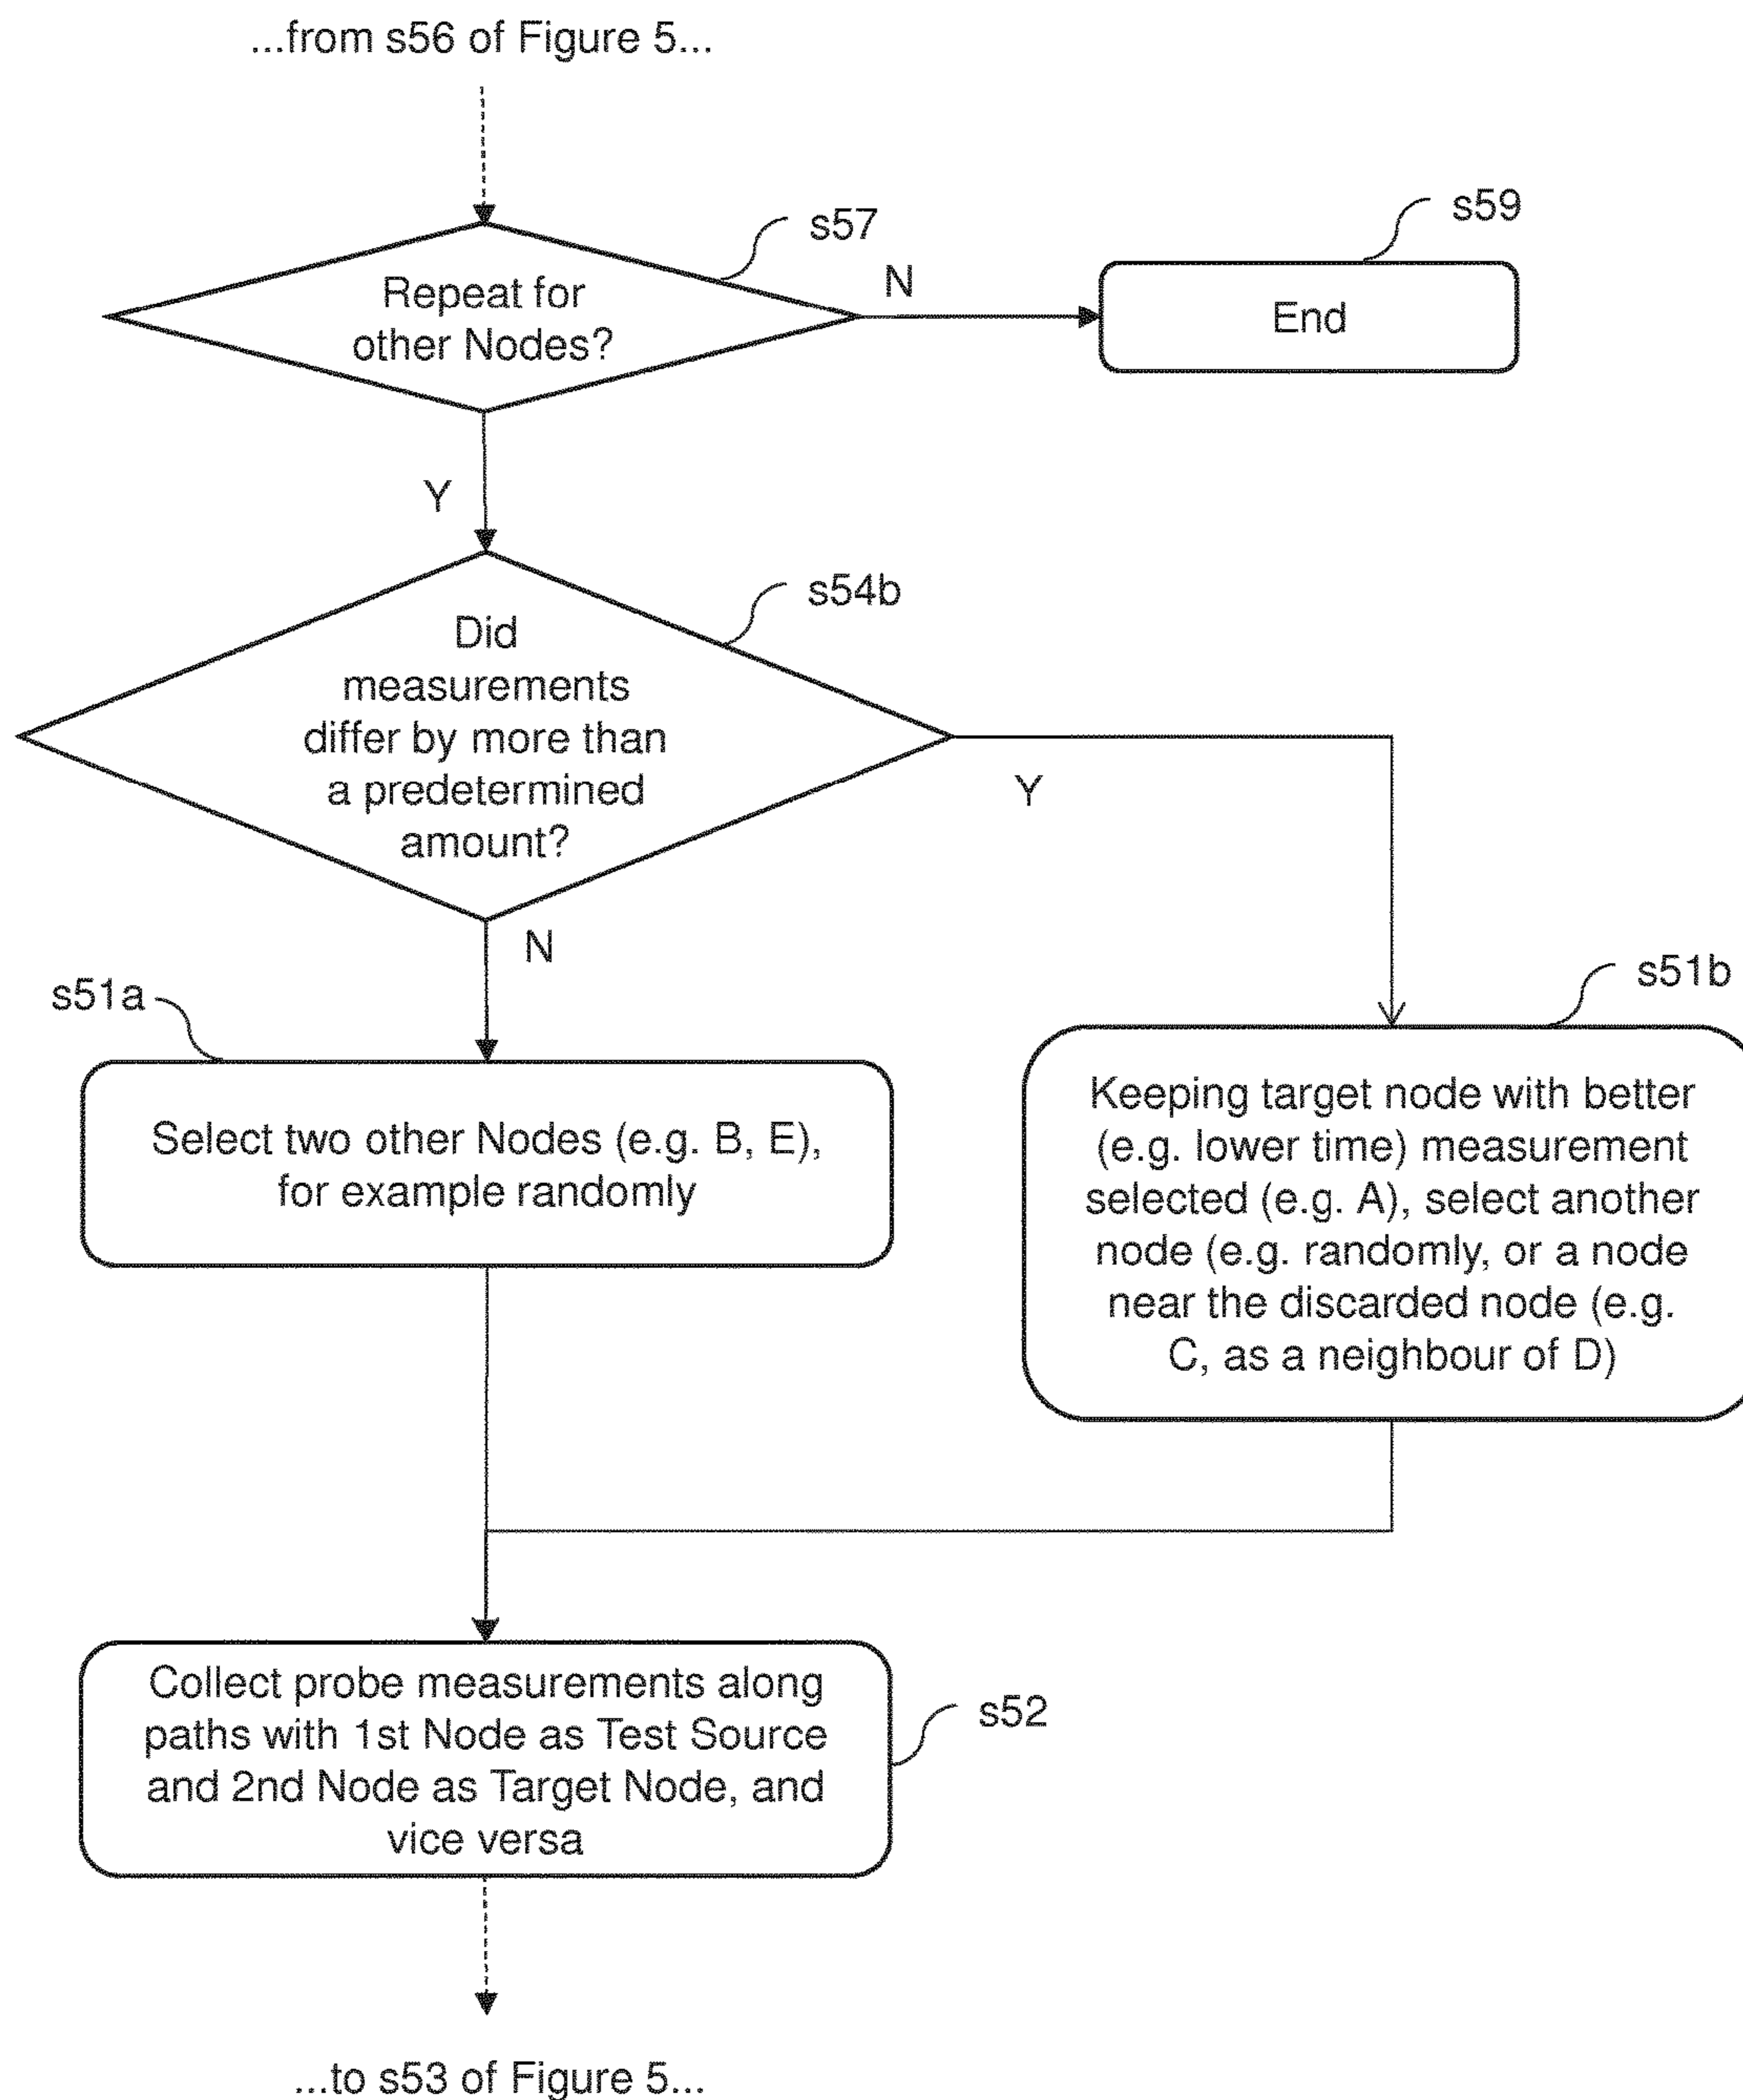 ...from s56 of Figure 5...
s57
s59
Repeat for
other Nodes?
N
End
Y
s54b
Did
measurements
differ by more than
a predetermined
amount?
Y
N
s51a
s51b
Select two other Nodes (e.g. B, E),
for example randomly
Keeping target node with better
(e.g. lower time) measurement
selected (e.g. A), select another
node (e.g. randomly, or a node
near the discarded node (e.g.
C, as a neighbour of D)
Collect probe measurements along
paths with 1st Node as Test Source
and 2nd Node as Target Node, and
vice versa
s52
...to s53 of Figure 5...